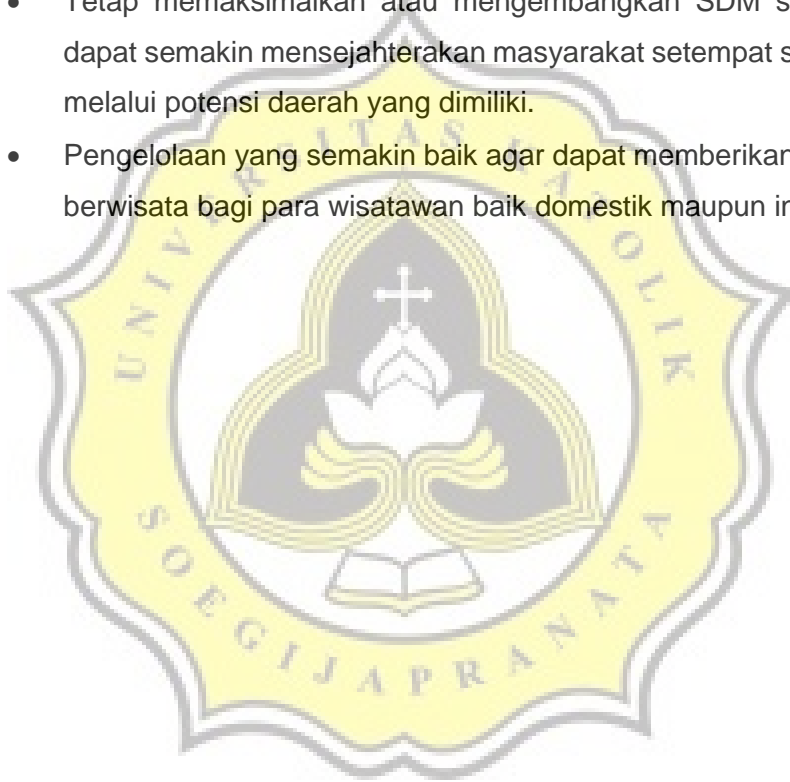 • Tetap memaksimalkan atau mengembangkan SDM
dapat semakin mensejahterakan masyarakat setempat
melalui potensi daerah yang dimiliki.
• Pengelolaan yang semakin baik agar dapat memberikan
berwisata bagi para wisatawan baik domestik maupun
UNIVERSITAS KATOLIK
SOEGIJAPRANATA